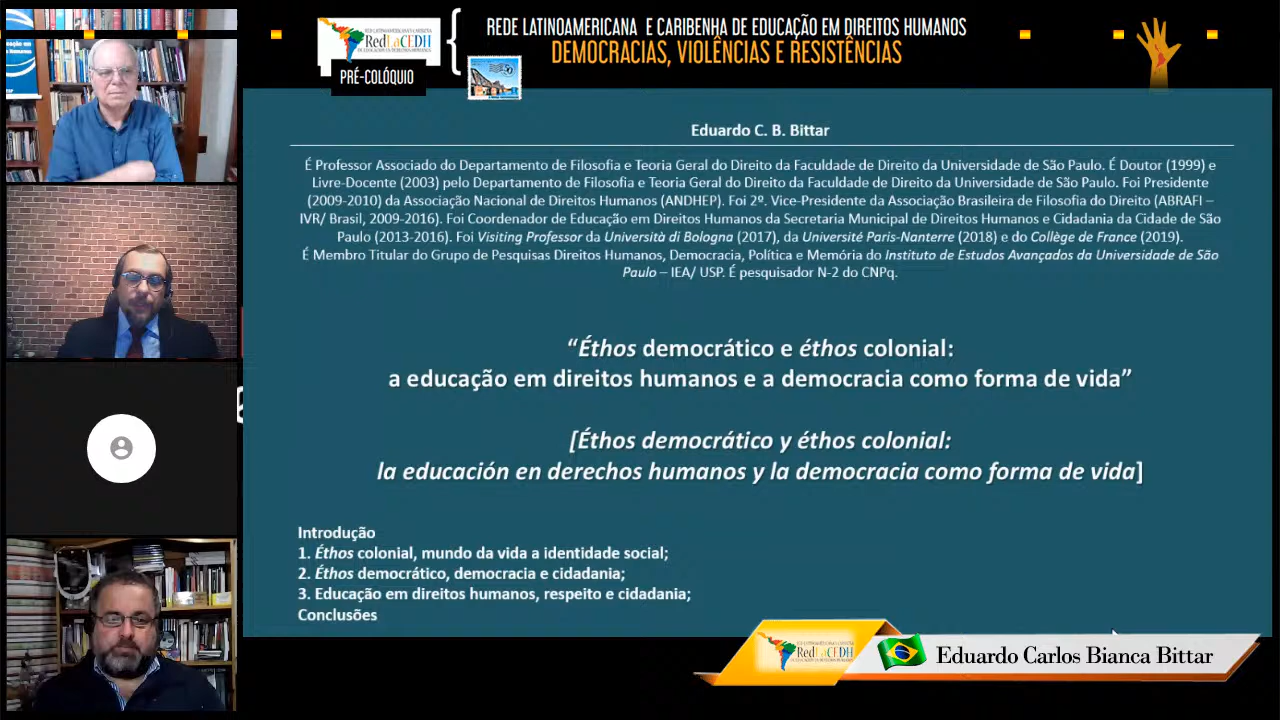 REDE LATINOAMERICANA E CARIBENHA DE EDUCAÇÃO EM DIREITOS HUMANOS
DEMOCRACIAS, VIOLÊNCIAS E RESISTÊNCIAS
RedLaCEDH
PRÉ-COLÓQUIO
Eduardo C. B. Bittar
É Professor Associado do Departamento de Filosofia e Teoria Geral do Direito da Faculdade de Direito da Universidade de São Paulo. É Doutor (1999) e
Livre-Docente (2003) pelo Departamento de Filosofia e Teoria Geral do Direito da Faculdade de Direito da Universidade de São Paulo. Foi Presidente
(2009-2010) da Associação Nacional de Direitos Humanos (ANDHEP). Foi 2º. Vice-Presidente da Associação Brasileira de Filosofia do Direito (ABRAFI –
IVR/ Brasil, 2009-2016). Foi Coordenador de Educação em Direitos Humanos da Secretaria Municipal de Direitos Humanos e Cidadania da Cidade de São
Paulo (2013-2016). Foi Visiting Professor da Università di Bologna (2017), da Université Paris-Nanterre (2018) e do Collège de France (2019).
É Membro Titular do Grupo de Pesquisas Direitos Humanos, Democracia, Política e Memória do Instituto de Estudos Avançados da Universidade de São
Paulo – IEA/ USP. É pesquisador N-2 do CNPq.
“Éthos democrático e éthos colonial:
a educação em direitos humanos e a democracia como forma de vida”
[Éthos democrático y éthos colonial:
la educación en derechos humanos y la democracia como forma de vida]
Introdução
1. Éthos colonial, mundo da vida a identidade social;
2. Éthos democrático, democracia e cidadania;
3. Educação em direitos humanos, respeito e cidadania;
Conclusões
RedLaCEDH
Eduardo Carlos Bianca Bittar